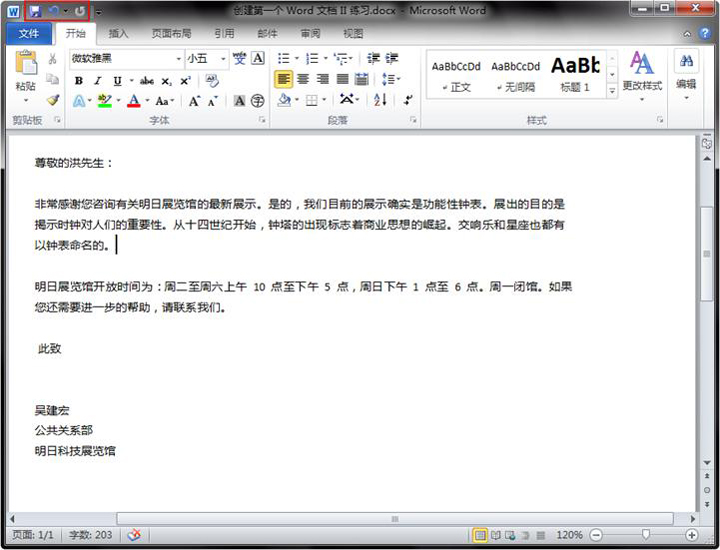 创建第一个 Word 文档 II 练习.docx - Microsoft Word
文件 开始 插入 页面布局 引用 邮件 审阅 视图
微软雅黑 小五
粘贴
B I U abc x₂ x²
A ab A Aa A A A 字
AaBbCcDd AaBbCcDd AaBb
正文 无间隔 标题 1
更改样式 编辑
剪贴板 字体 段落 样式
尊敬的洪先生：
非常感谢您咨询有关明日展览馆的最新展示。是的，我们目前的展示确实是功能性钟表。展出的目的是
揭示时钟对人们的重要性。从十四世纪开始，钟塔的出现标志着商业思想的崛起。交响乐和星座也都有
以钟表命名的。
明日展览馆开放时间为：周二至周六上午 10 点至下午 5 点，周日下午 1 点至 6 点。周一闭馆。如果
您还需要进一步的帮助，请联系我们。
此致
吴建宏
公共关系部
明日科技展览馆
页面: 1/1 字数: 203 120%